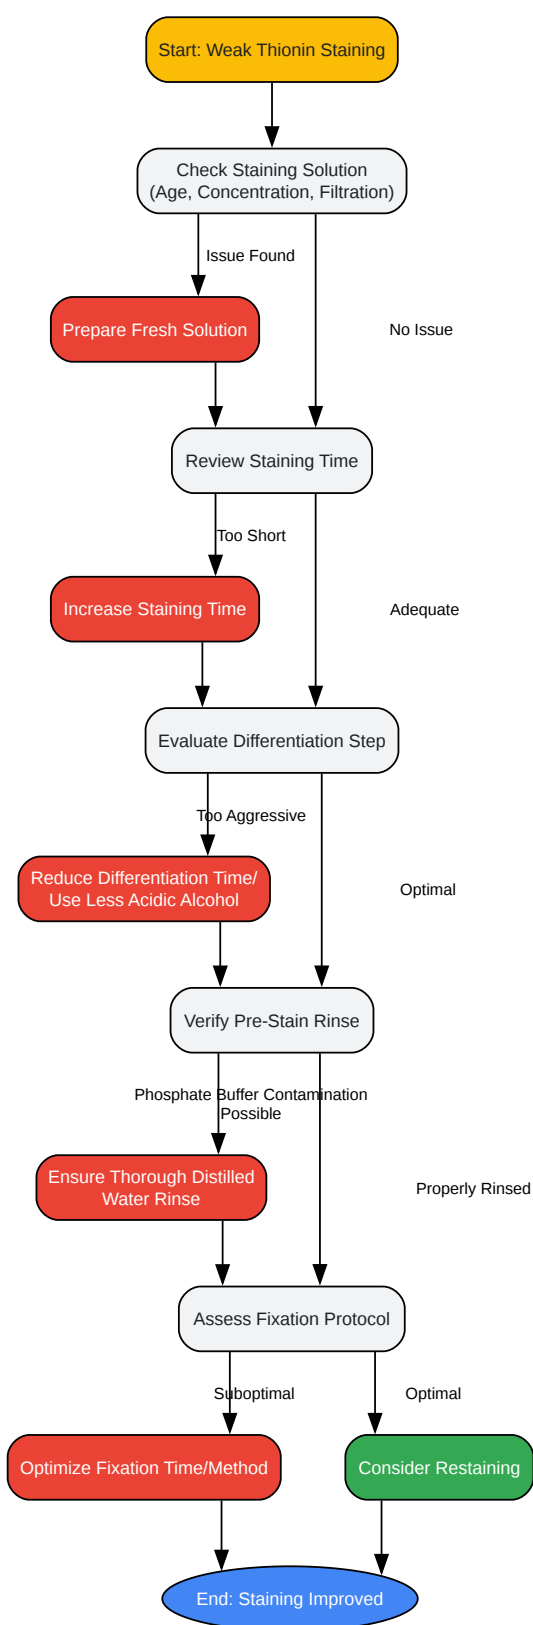 Start: Weak Thionin Staining
Check Staining Solution
(Age, Concentration, Filtration)
Issue Found
Prepare Fresh Solution
No Issue
Review Staining Time
Too Short
Increase Staining Time
Adequate
Evaluate Differentiation Step
Too Aggressive
Reduce Differentiation Time/
Use Less Acidic Alcohol
Optimal
Verify Pre-Stain Rinse
Phosphate Buffer Contamination
Possible
Ensure Thorough Distilled
Water Rinse
Properly Rinsed
Assess Fixation Protocol
Suboptimal
Optimal
Optimize Fixation Time/Method
Consider Restaining
End: Staining Improved